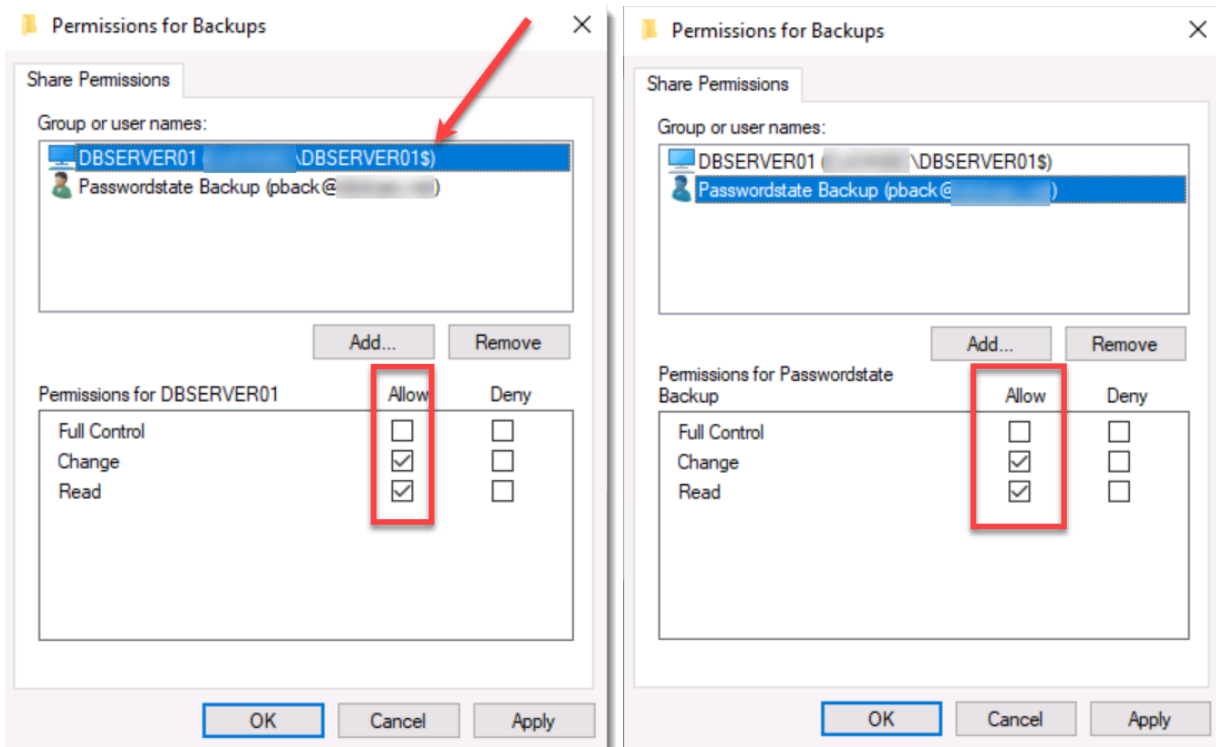 Permissions for Backups
Share Permissions
Group or user names:
DBSERVER01 ( \DBSERVER01$)
Passwordstate Backup (pback@ )
Add... Remove
Permissions for DBSERVER01 Allow Deny
Full Control
Change
Read
OK Cancel Apply
Permissions for Backups
Share Permissions
Group or user names:
DBSERVER01 ( \DBSERVER01$)
Passwordstate Backup (pback@ )
Add... Remove
Permissions for Passwordstate
Backup Allow Deny
Full Control
Change
Read
OK Cancel Apply